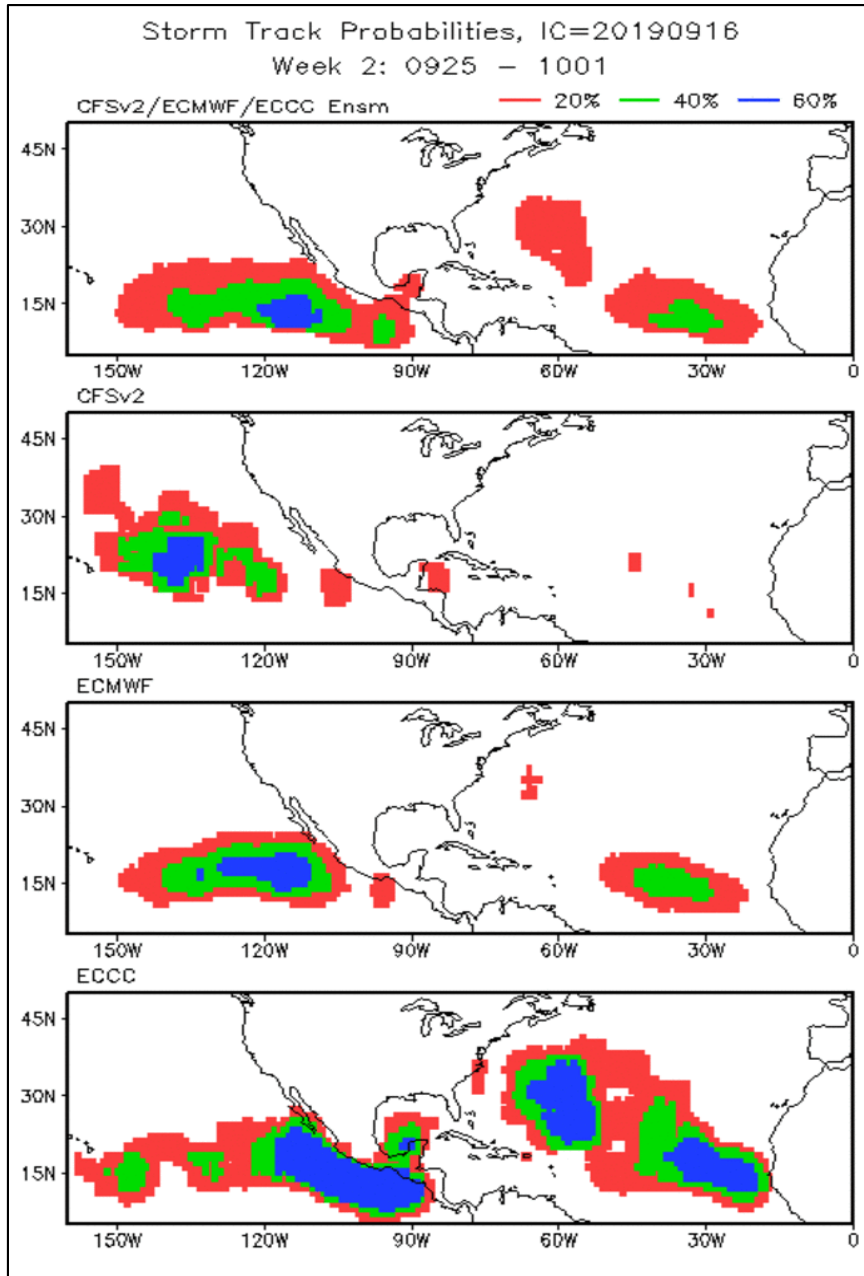 Storm Track Probabilities, IC=20190916
Week 2: 0925 – 1001
CFSv2/ECMWF/ECCC Ensm 20% 40% 60%
45N
30N
15N
150W 120W 90W 60W 30W 0
CFSv2
45N
30N
15N
150W 120W 90W 60W 30W 0
ECMWF
45N
30N
15N
150W 120W 90W 60W 30W 0
ECCC
45N
30N
15N
150W 120W 90W 60W 30W 0